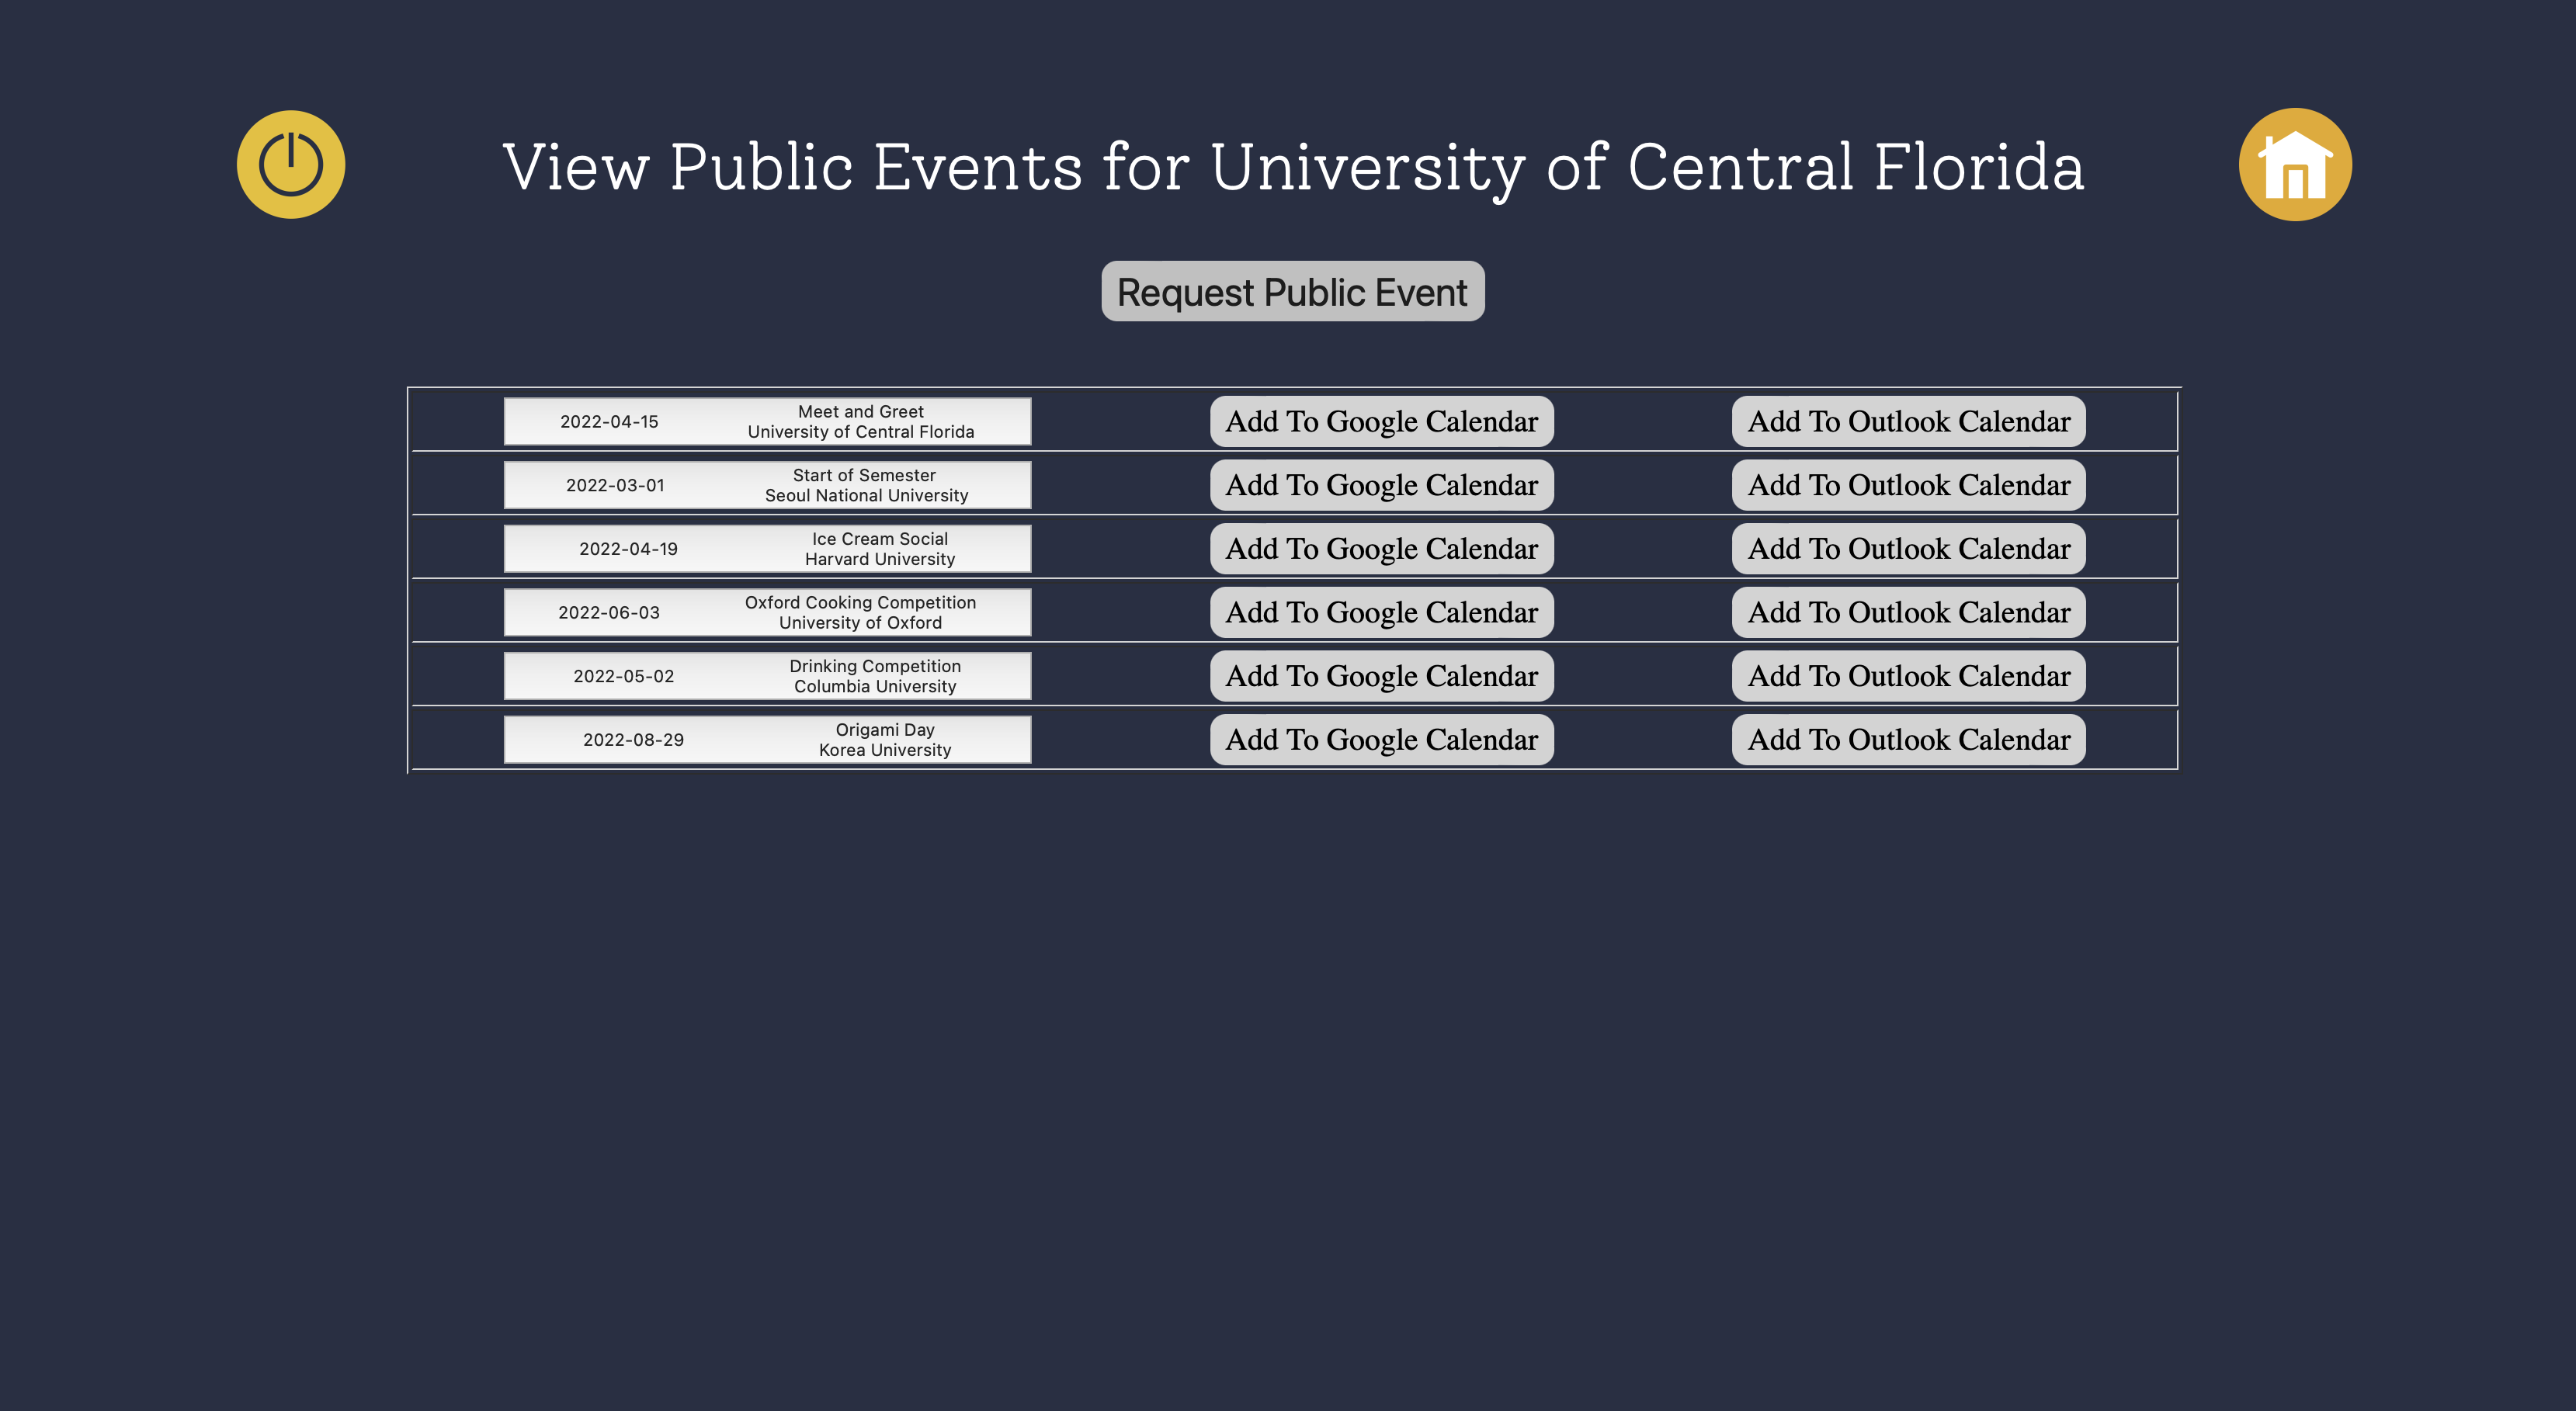 View Public Events for University of Central Florida
Request Public Event
2022-04-15
Meet and Greet
University of Central Florida
Add To Google Calendar
Add To Outlook Calendar
2022-03-01
Start of Semester
Seoul National University
Add To Google Calendar
Add To Outlook Calendar
2022-04-19
Ice Cream Social
Harvard University
Add To Google Calendar
Add To Outlook Calendar
2022-06-03
Oxford Cooking Competition
University of Oxford
Add To Google Calendar
Add To Outlook Calendar
2022-05-02
Drinking Competition
Columbia University
Add To Google Calendar
Add To Outlook Calendar
2022-08-29
Origami Day
Korea University
Add To Google Calendar
Add To Outlook Calendar